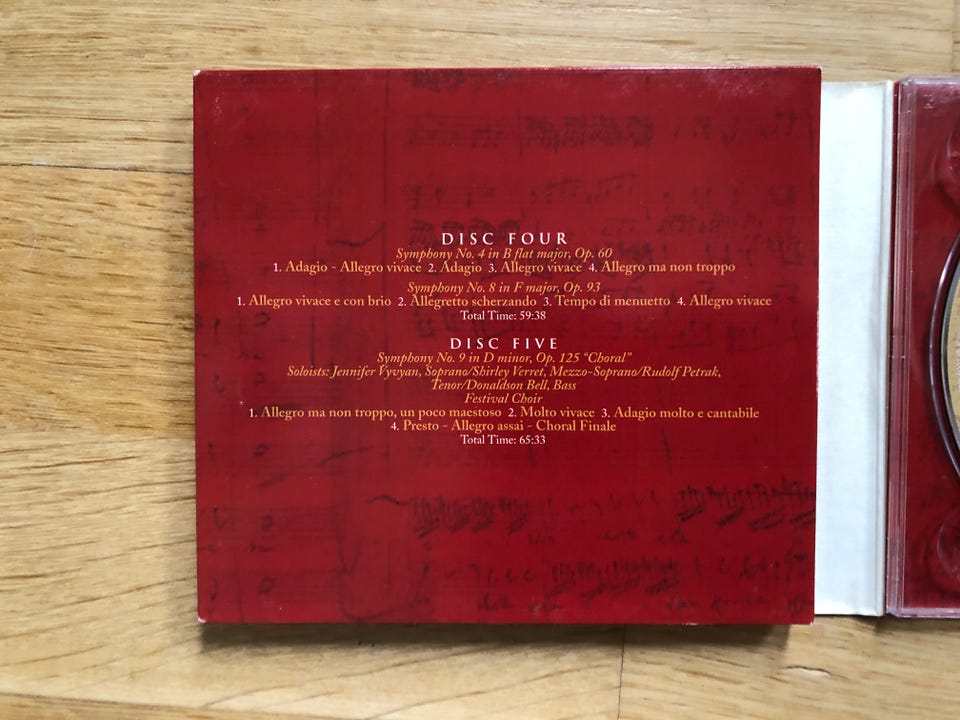 DISC FOUR
Symphony No. 4 in B flat major, Op. 60
1. Adagio - Allegro vivace 2. Adagio 3. Allegro vivace 4. Allegro ma non troppo
Symphony No. 8 in F major, Op. 93
1. Allegro vivace e con brio 2. Allegretto scherzando 3. Tempo di menuetto 4. Allegro vivace
Total Time: 59:38
DISC FIVE
Symphony No. 9 in D minor, Op. 125 “Choral”
Soloists: Jennifer Vyvyan, Soprano/Shirley Verret, Mezzo-Soprano/Rudolf Petrak,
Tenor/Donaldson Bell, Bass
Festival Choir
1. Allegro ma non troppo, un poco maestoso 2. Molto vivace 3. Adagio molto e cantabile
4. Presto - Allegro assai - Choral Finale
Total Time: 65:33